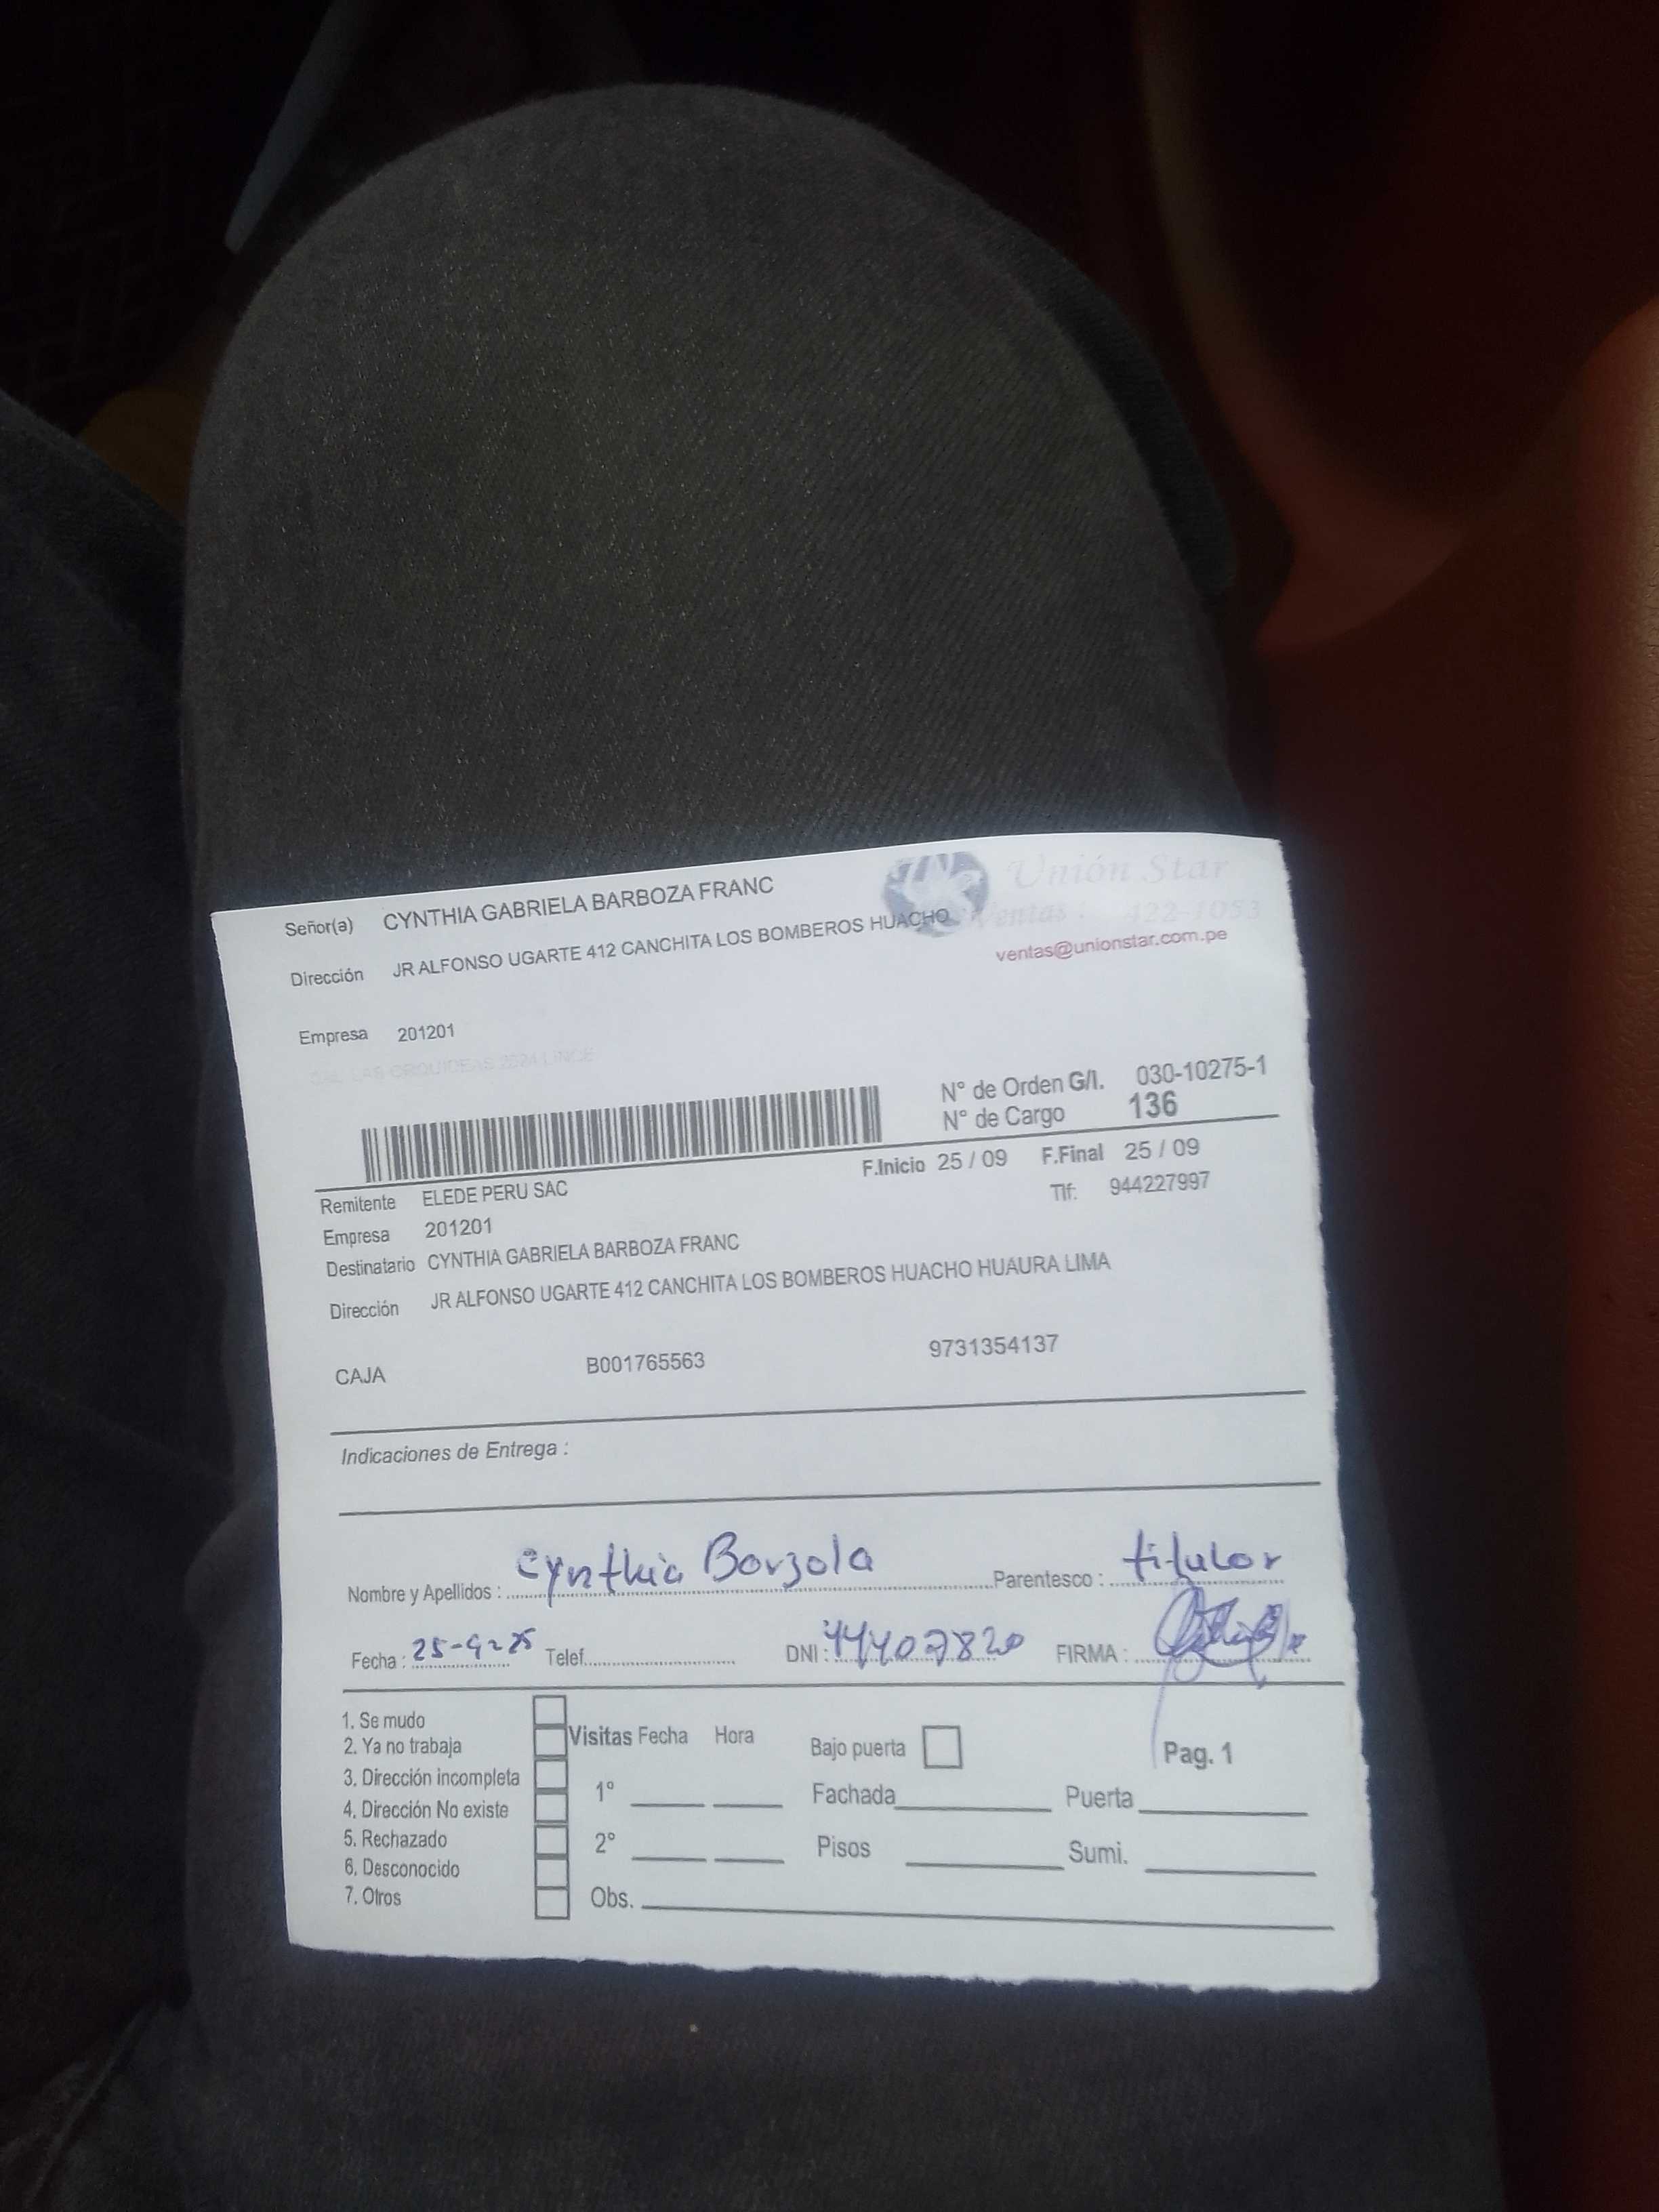 Unión Star
Señor(a) CYNTHIA GABRIELA BARBOZA FRANC
Ventas : 422-1053
Dirección JR ALFONSO UGARTE 412 CANCHITA LOS BOMBEROS HUACHO
ventas@unionstar.com.pe
Empresa 201201
CAL LAS ORQUIDEAS LINCE
N° de Orden G/I. 030-10275-1
N° de Cargo 136
F.Inicio 25 / 09 F.Final 25 / 09
Remitente ELEDE PERU SAC
Tlf: 944227997
Empresa 201201
Destinatario CYNTHIA GABRIELA BARBOZA FRANC
Dirección JR ALFONSO UGARTE 412 CANCHITA LOS BOMBEROS HUACHO HUAURA LIMA
CAJA B001765563 9731354137
Indicaciones de Entrega :
Nombre y Apellidos : Cynthia Borzola Parentesco : titular
Fecha : 25-9-25 Telef. DNI : 44407820 FIRMA :
1. Se mudo
2. Ya no trabaja
3. Dirección incompleta
4. Dirección No existe
5. Rechazado
6. Desconocido
7. Otros
Visitas Fecha Hora Bajo puerta Pag. 1
1° Fachada Puerta
2° Pisos Sumi.
Obs.